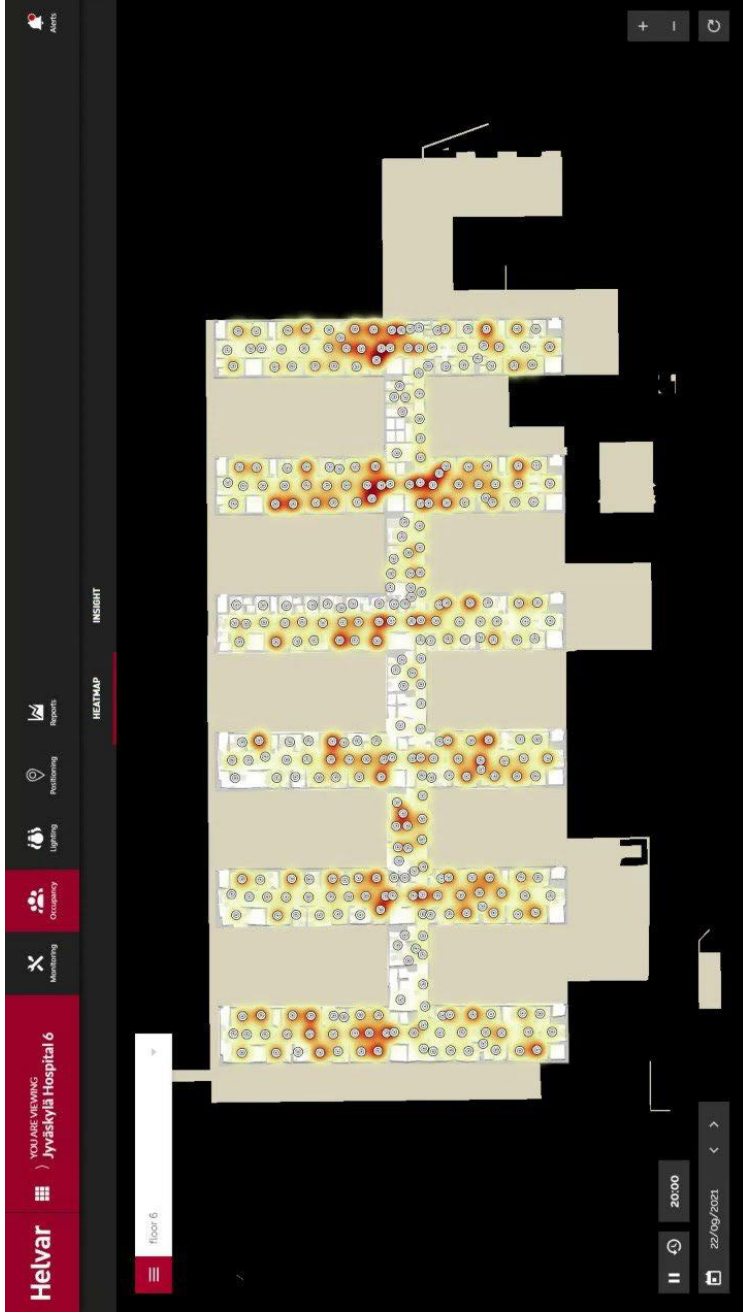 Helvar
YOU ARE VIEWING
Jyväskylä Hospital 6
Monitoring
Occupancy
Lighting
Positioning
Reports
Alerts
HEATMAP
INSIGHT
floor 6
20:00
22/09/2021